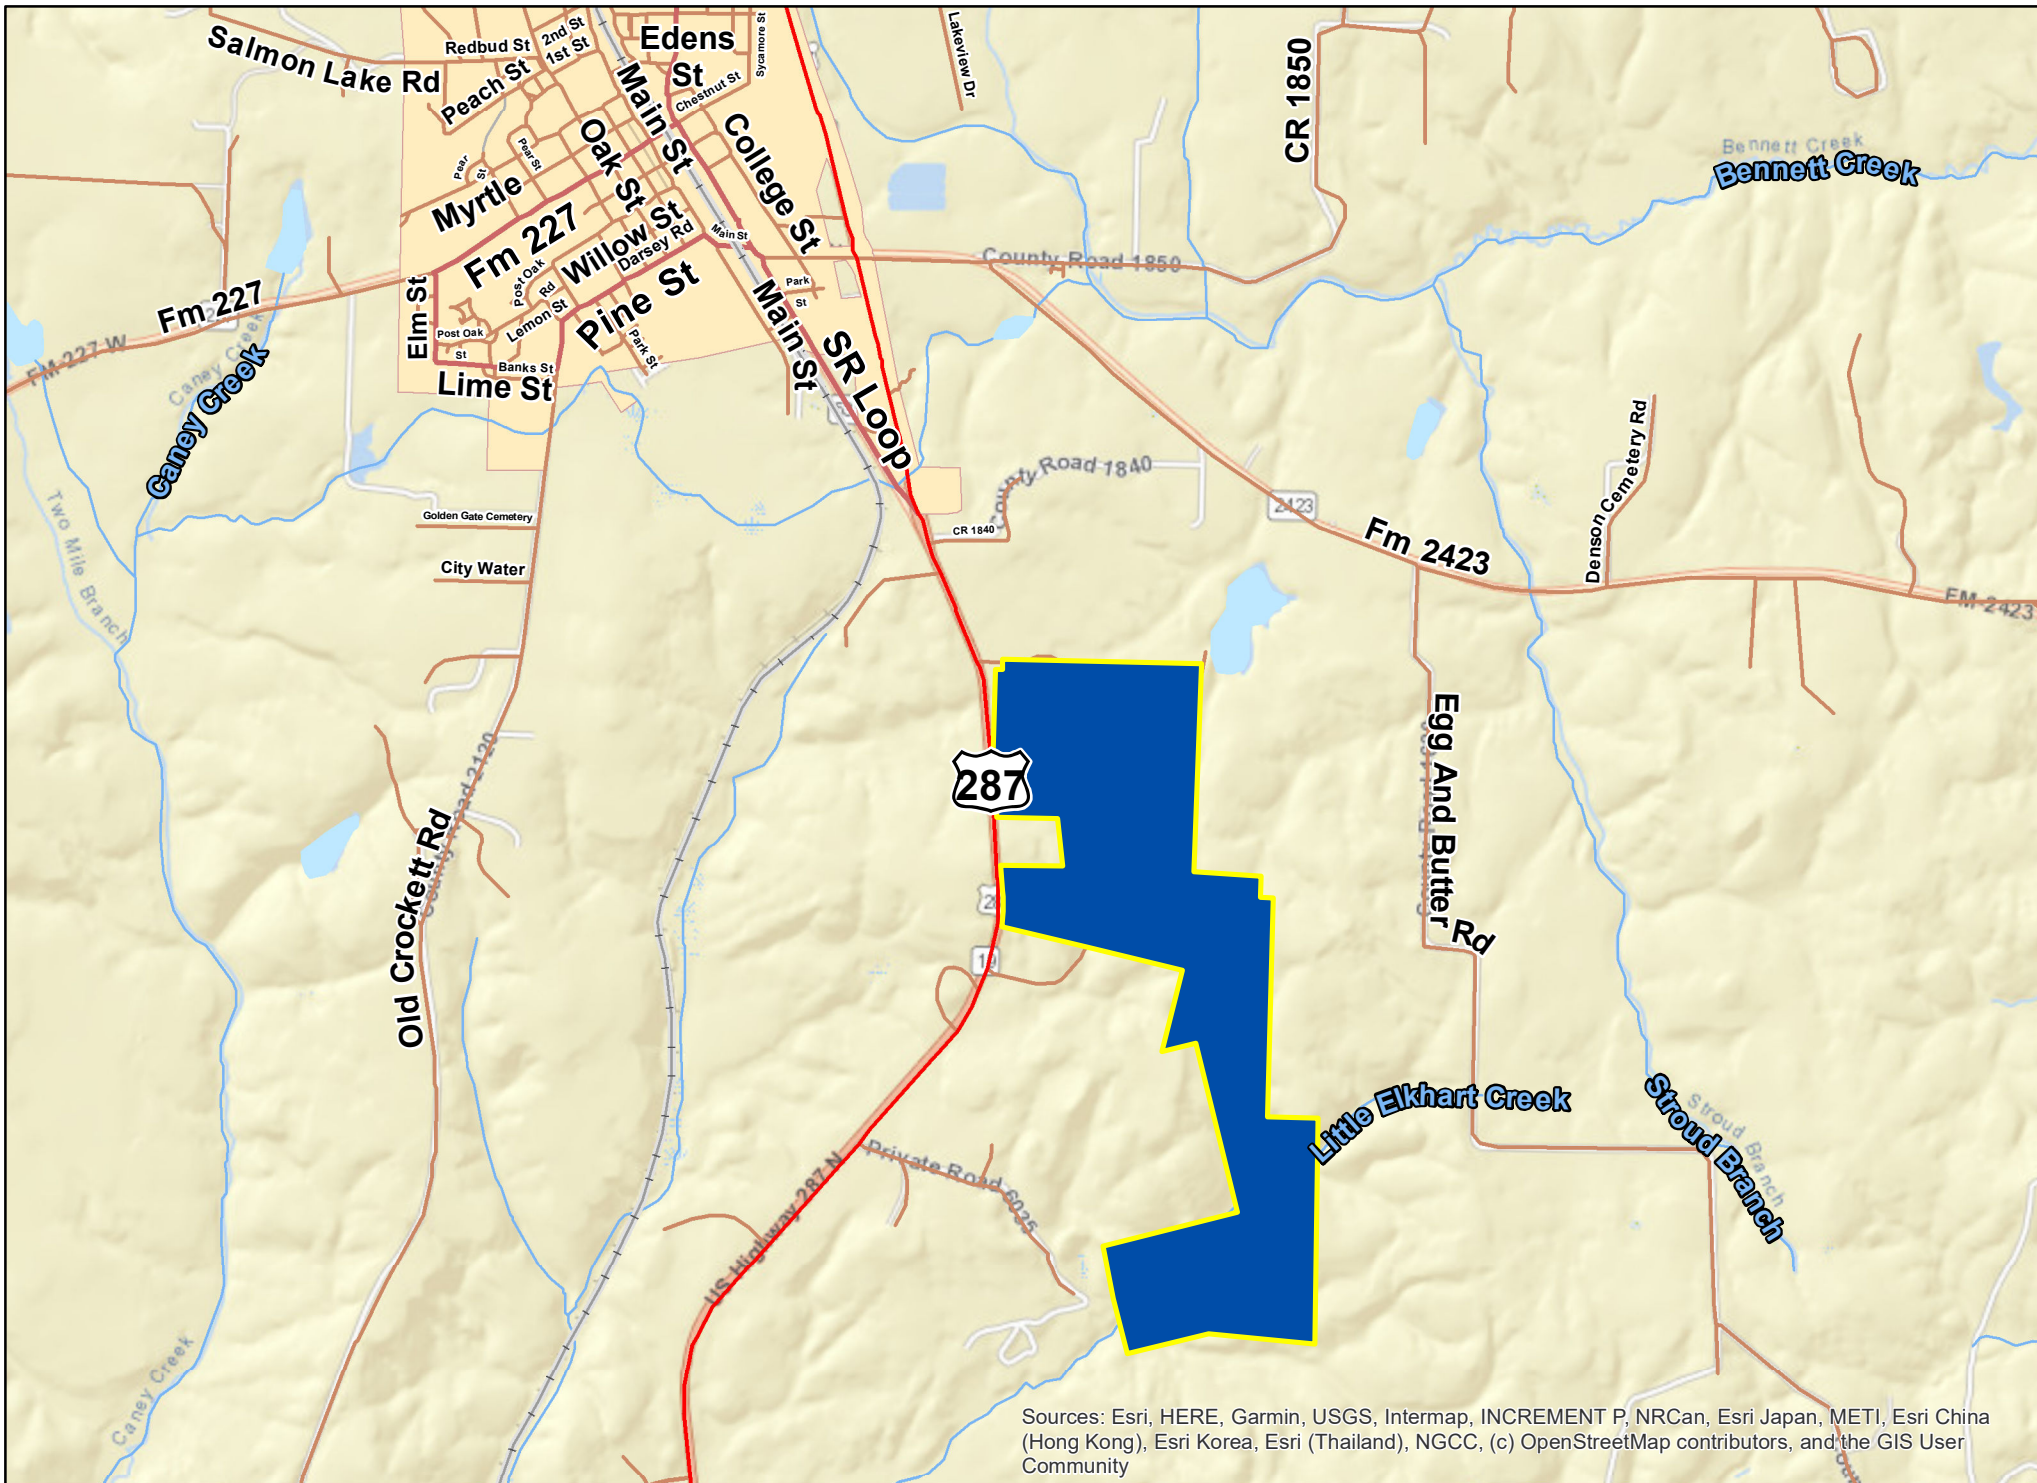 Salmon Lake Rd
Redbud St
2nd St
1st St
Peach St
Edens
St
Sycamore St
Lakeview Dr
CR 1850
Main St
Chestnut St
College St
Oak St
Pear
St
Pear St
Myrtle
Bennett Creek
Bennett Creek
Fm 227
Willow St
Darsey Rd
Main St
County Road 1850
Post Oak
Rd
Park
St
Fm 227
Elm St
Lemon St
Pine St
Main St
SR Loop
Post Oak
St
Park St
Banks St
Lime St
FM 227 W
Caney Creek
Caney Creek
Two Mile Branch
County Road 1840
CR 1840
2423
Fm 2423
Denson Cemetery Rd
FM 2423
Golden Gate Cemetery
City Water
287
Egg And Butter
Rd
County Road 2120
Old Crockett Rd
19
Little Elkhart Creek
Stroud Branch
Stroud Branch
Private Road 6035
US Highway 287 N
Caney Creek
Sources: Esri, HERE, Garmin, USGS, Intermap, INCREMENT P, NRCan, Esri Japan, METI, Esri China
(Hong Kong), Esri Korea, Esri (Thailand), NGCC, (c) OpenStreetMap contributors, and the GIS User
Community